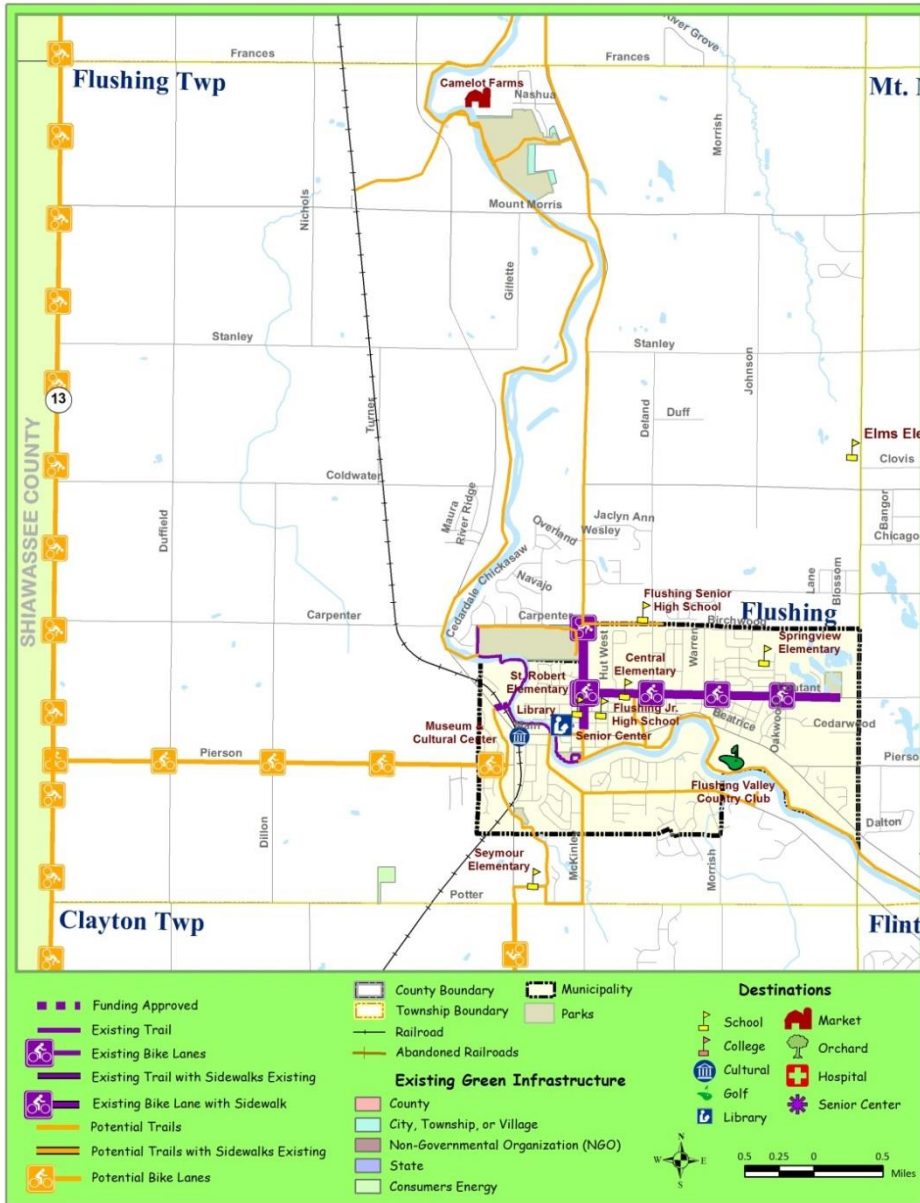 River Grove
Frances
Frances
Flushing Twp
Mt.
Camelot Farms
Nashua
Morrish
Nichols
Mount Morris
Gillette
Stanley
Stanley
Johnson
13
Turner
Deland
Duff
Elms
Clovis
SHIAWASSEE COUNTY
Coldwater
Duffield
Maura
River Ridge
Overland
Jaclyn Ann
Wesley
Bangor
Chicago
Navajo
Chickasaw
Cedardale
Lane
Blossom
Flushing Senior
High School
Flushing
Carpenter
Carpenter
Birchwood
Hut West
Warren
Springview
Elementary
Central
Elementary
St. Robert
Elementary
Library
Flushing Jr.
High School
Beatrice
Oakwood
Cedarwood
Museum &
Cultural Center
Senior Center
Pierson
Pierson
Flushing Valley
Country Club
Dalton
Dillon
Seymour
Elementary
McKinley
Morrish
Potter
Clayton Twp
Flint
Funding Approved
Existing Trail
Existing Bike Lanes
Existing Trail with Sidewalks Existing
Existing Bike Lane with Sidewalk
Potential Trails
Potential Trails with Sidewalks Existing
Potential Bike Lanes
County Boundary
Township Boundary
Railroad
Abandoned Railroads
Municipality
Parks
Existing Green Infrastructure
County
City, Township, or Village
Non-Governmental Organization (NGO)
State
Consumers Energy
Destinations
School
College
Cultural
Golf
Library
Market
Orchard
Hospital
Senior Center
N
W E
S
0.5 0.25 0 0.5
Miles